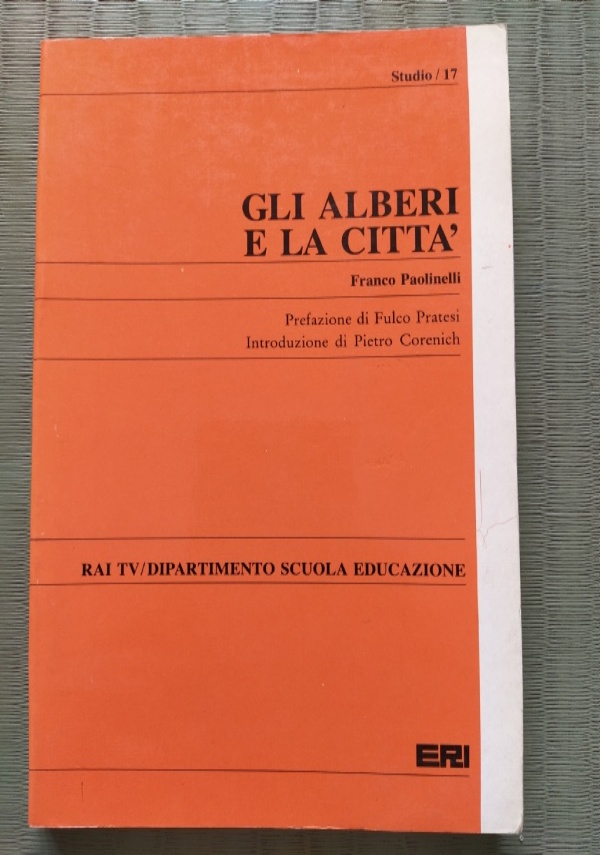 Studio / 17
GLI ALBERI
E LA CITTA'
Franco Paolinelli
Prefazione di Fulco Pratesi
Introduzione di Pietro Corenich
RAI TV/DIPARTIMENTO SCUOLA EDUCAZIONE
ERI